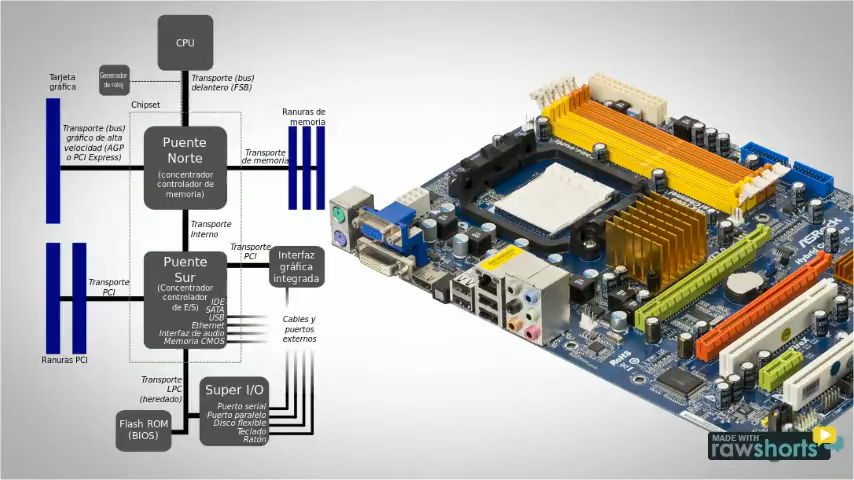 CPU
Generador
de reloj
Transporte (bus)
delantero (FSB)
Tarjeta
gráfica
Chipset
Ranuras de
memoria
Transporte (bus)
gráfico de alta
velocidad (AGP
o PCI Express)
Puente
Norte
(concentrador
controlador de
memoria)
Transporte
de memoria
Transporte
Interno
Transporte
PCI
Interfaz
gráfica
integrada
Puente
Sur
(Concentrador
controlador
de E/S)
IDE
SATA
USB
Ethernet
Interfaz de audio
Memoria CMOS
Transporte
PCI
Ranuras PCI
Cables y
puertos
externos
Transporte
LPC
(heredado)
Super I/O
Puerto serial
Puerto paralelo
Disco flexible
Teclado
Ratón
Flash ROM
(BIOS)
RoHS
MADE WITH
rawshorts